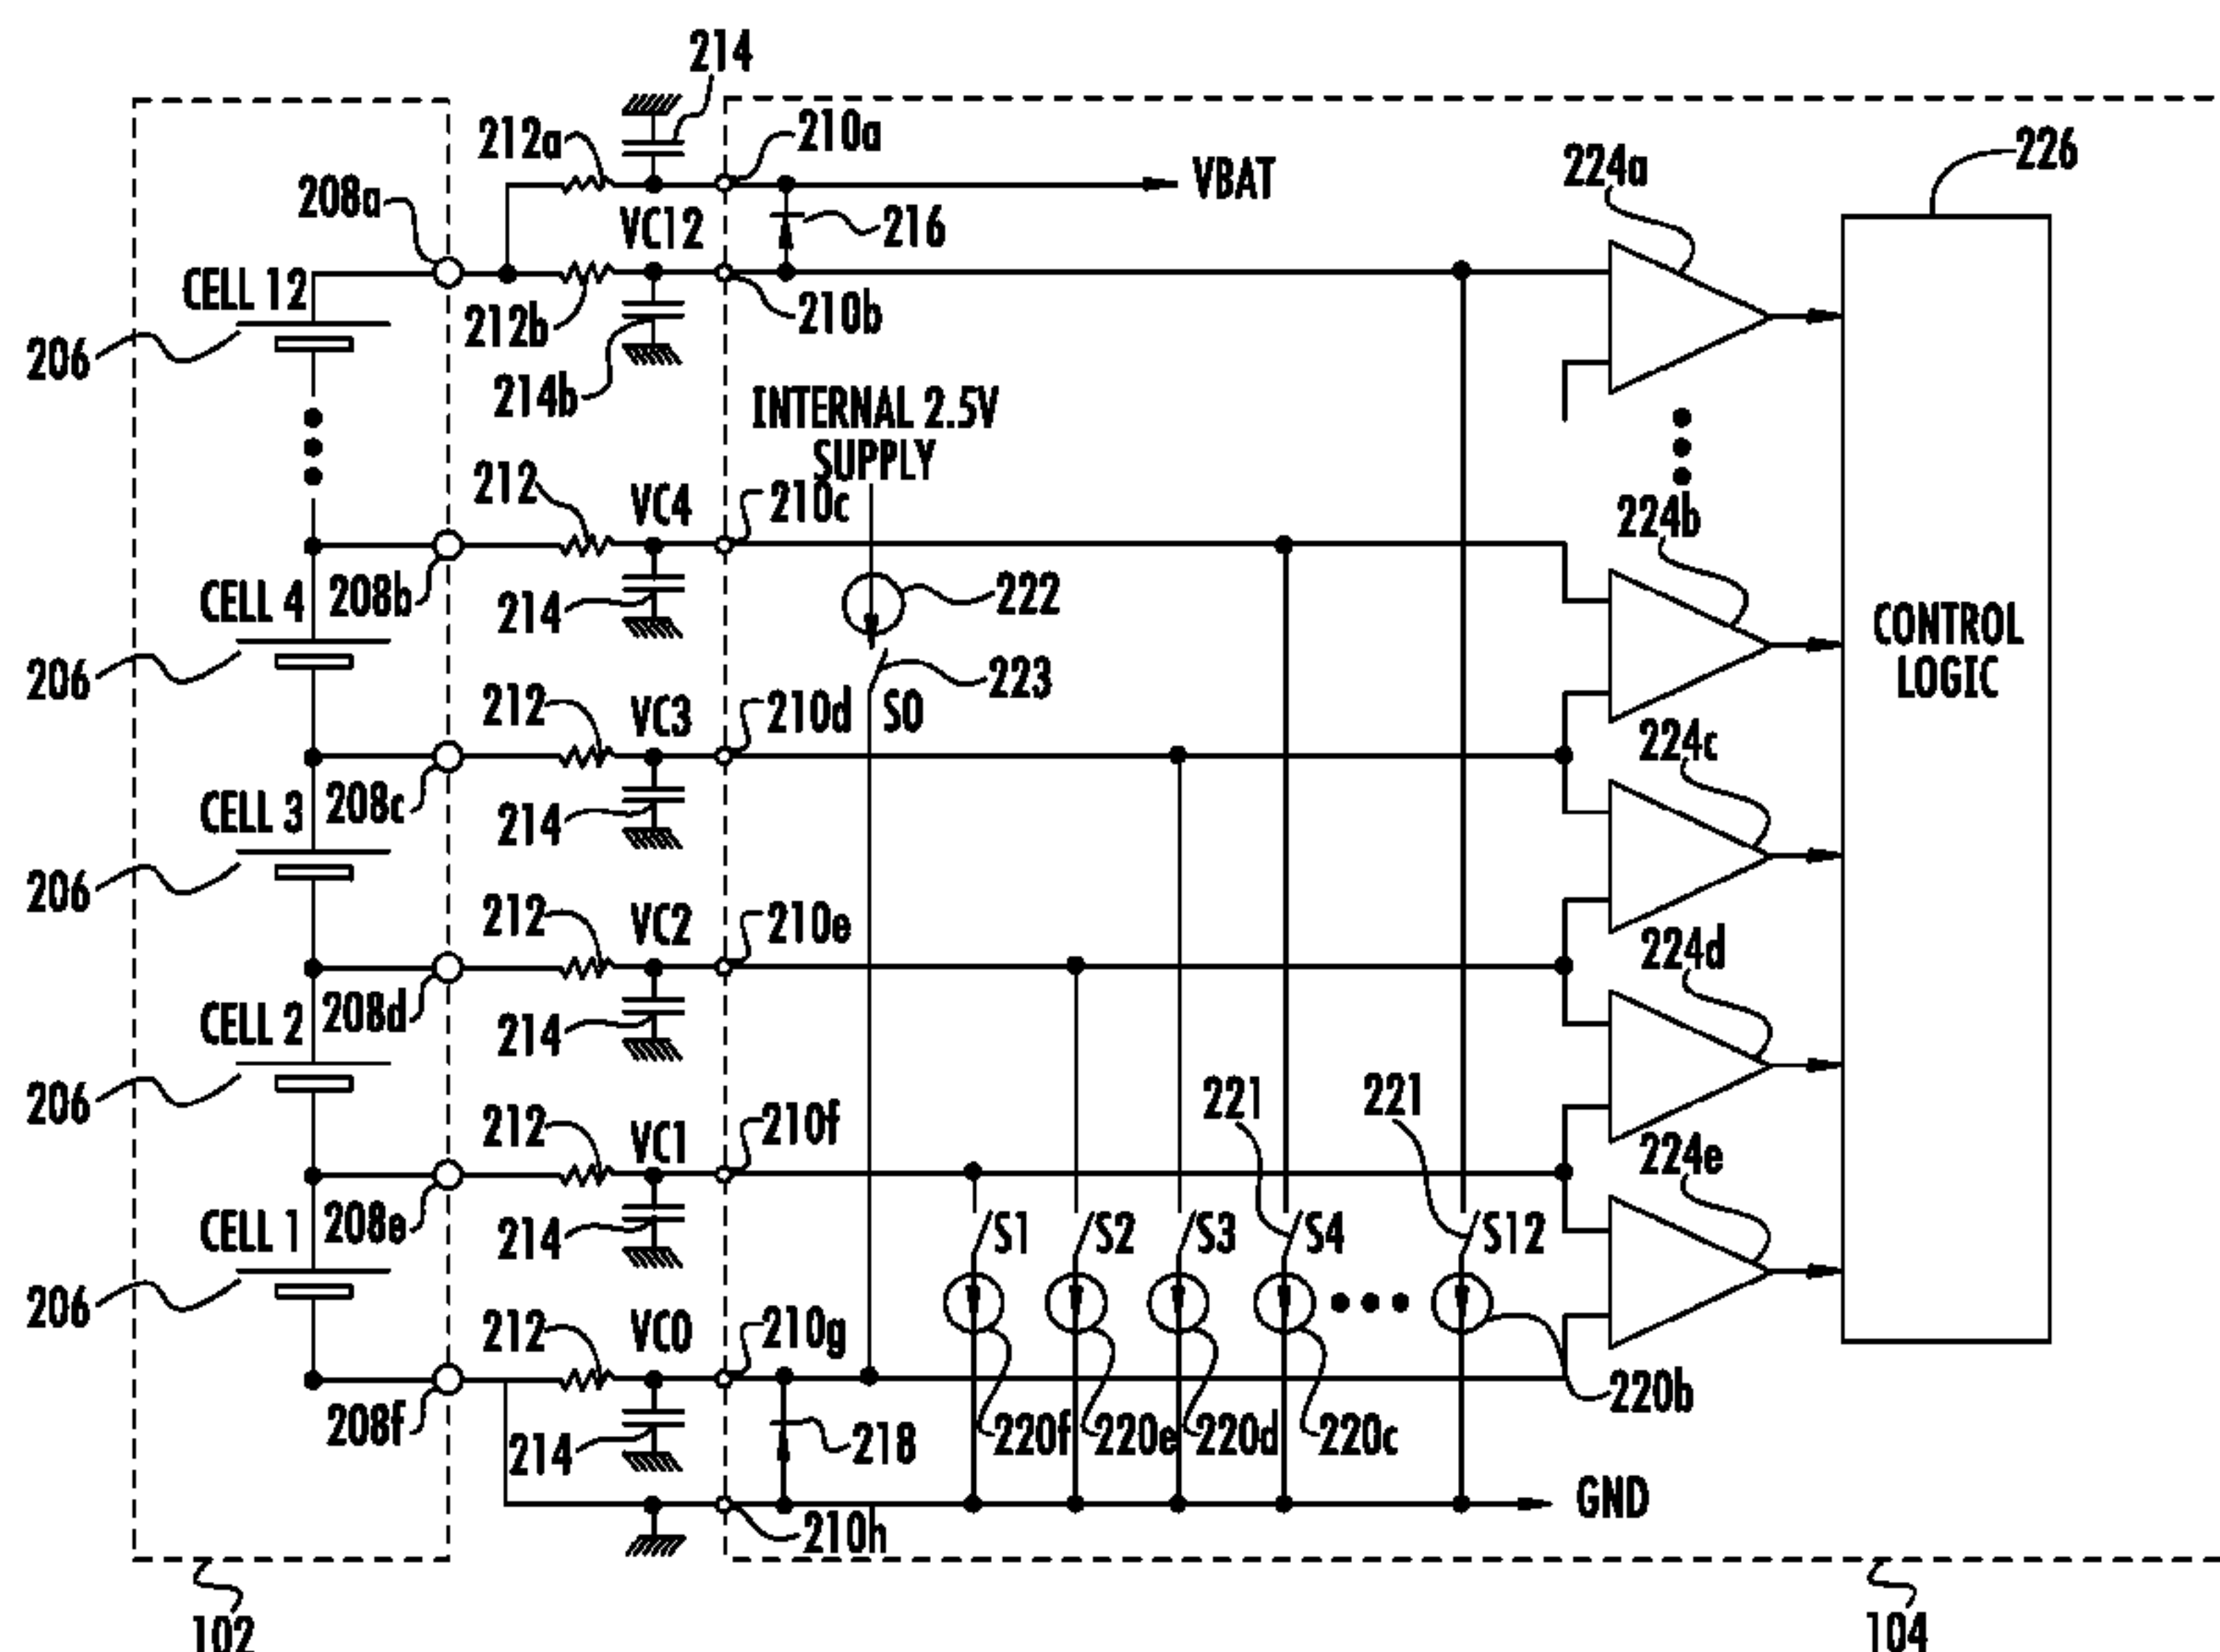 214
212a
210a
VBAT
224a
226
208a
VC12
216
CELL 12
212b
210b
206
214b
INTERNAL 2.5V
SUPPLY
212
VC4
210c
224b
CELL 4
208b
214
222
CONTROL
LOGIC
206
223
212
VC3
210d
S0
224c
CELL 3
208c
214
206
212
VC2
210e
224d
CELL 2
208d
214
206
221
221
212
VC1
210f
224e
CELL 1
208e
214
S1
S2
S3
S4
S12
206
212
VC0
210g
220b
208f
214
218
220f
220e
220d
220c
GND
210h
102
104